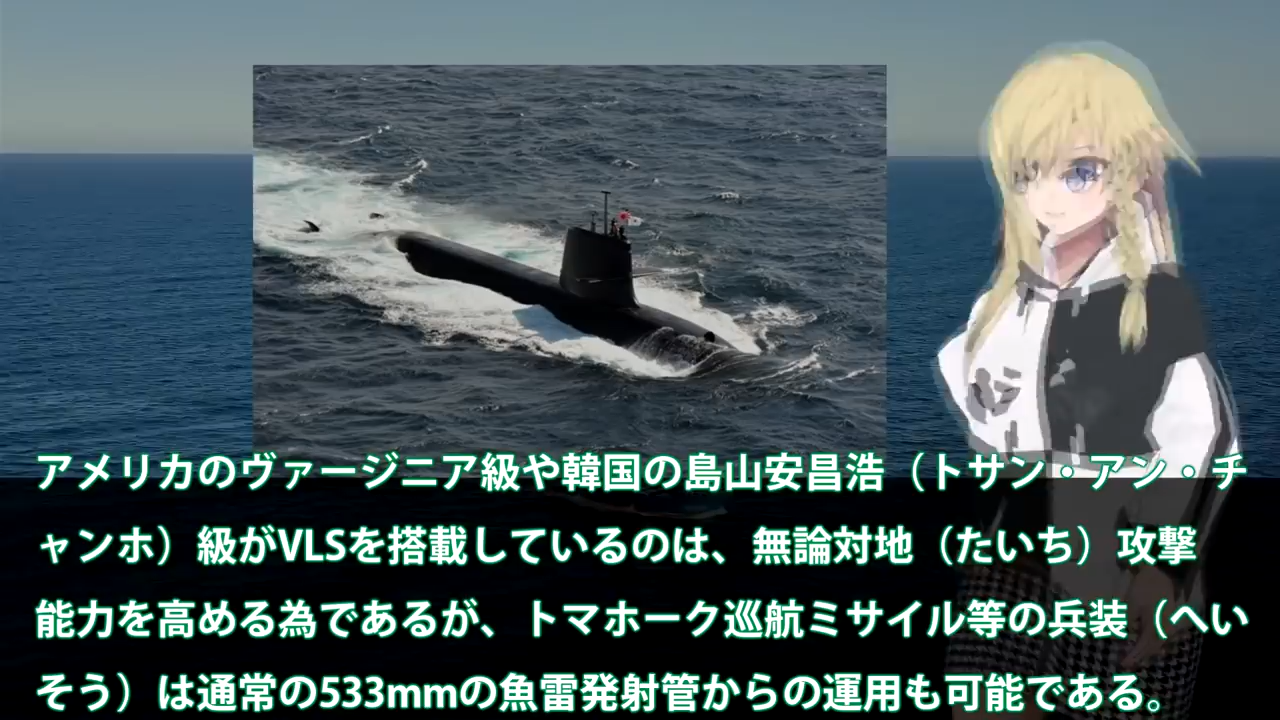 アメリカのヴァージニア級や韓国の島山安昌浩（トサン・アン・チ
ャンホ）級がVLSを搭載しているのは、無論対地（たいち）攻撃
能力を高める為であるが、トマホーク巡航ミサイル等の兵装（へい
そう）は通常の533mmの魚雷発射管からの運用も可能である。